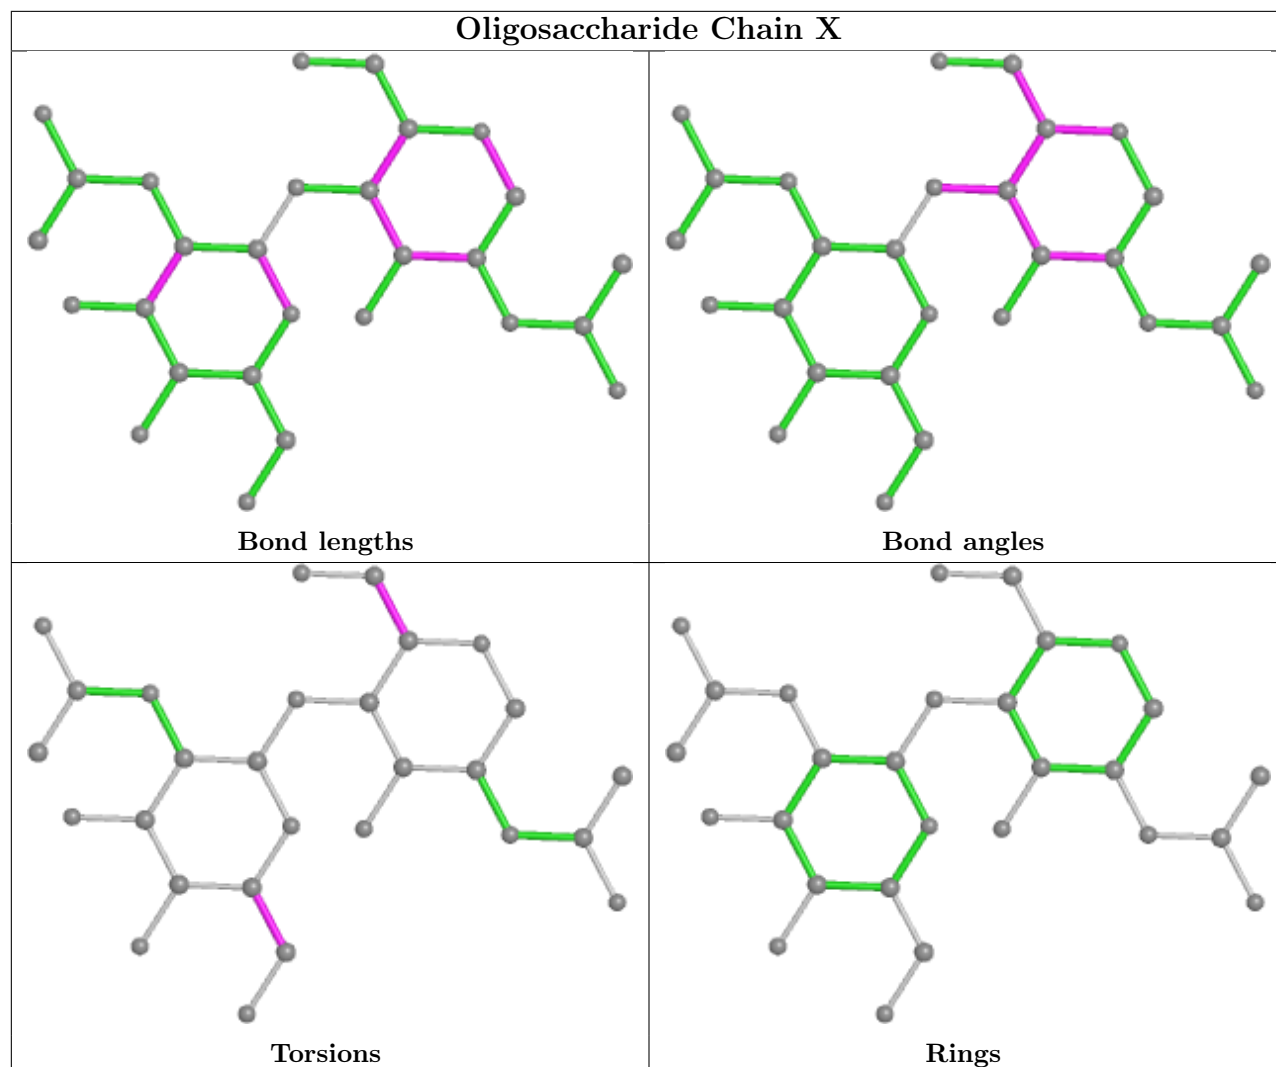 Oligosaccharide Chain X
Bond lengths
Bond angles
Torsions
Rings